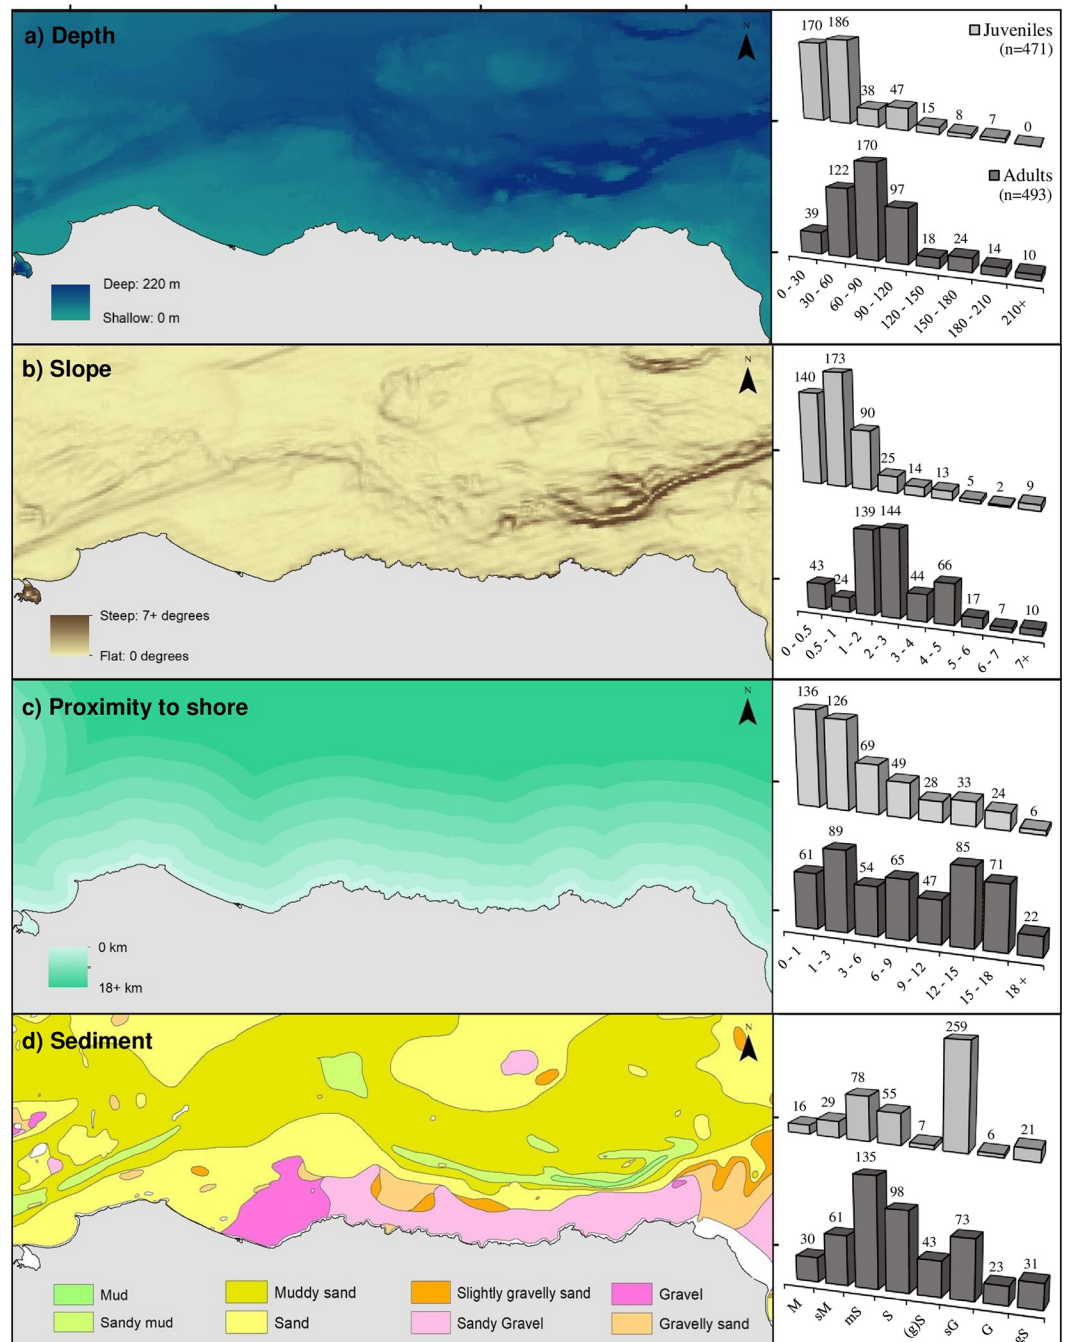 a) Depth
N
Deep: 220 m
Shallow: 0 m
170 186 38 47 15 8 7 0
Juveniles
(n=471)
39 122 170 97 18 24 14 10
Adults
(n=493)
0 - 30 30 - 60 60 - 90 90 - 120 120 - 150 150 - 180 180 - 210 210+
b) Slope
N
Steep: 7+ degrees
Flat: 0 degrees
140 173 90 25 14 13 5 2 9
43 24 139 144 44 66 17 7 10
0 - 0.5 0.5 - 1 1 - 2 2 - 3 3 - 4 4 - 5 5 - 6 6 - 7 7+
c) Proximity to shore
N
0 km
18+ km
136 126 69 49 28 33 24 6
61 89 54 65 47 85 71 22
0 - 1 1 - 3 3 - 6 6 - 9 9 - 12 12 - 15 15 - 18 18 +
d) Sediment
N
Mud
Sandy mud
Muddy sand
Sand
Slightly gravelly sand
Sandy Gravel
Gravel
Gravelly sand
16 29 78 55 7 259 6 21
30 61 135 98 43 73 23 31
M sM mS S (g)S sG G gS